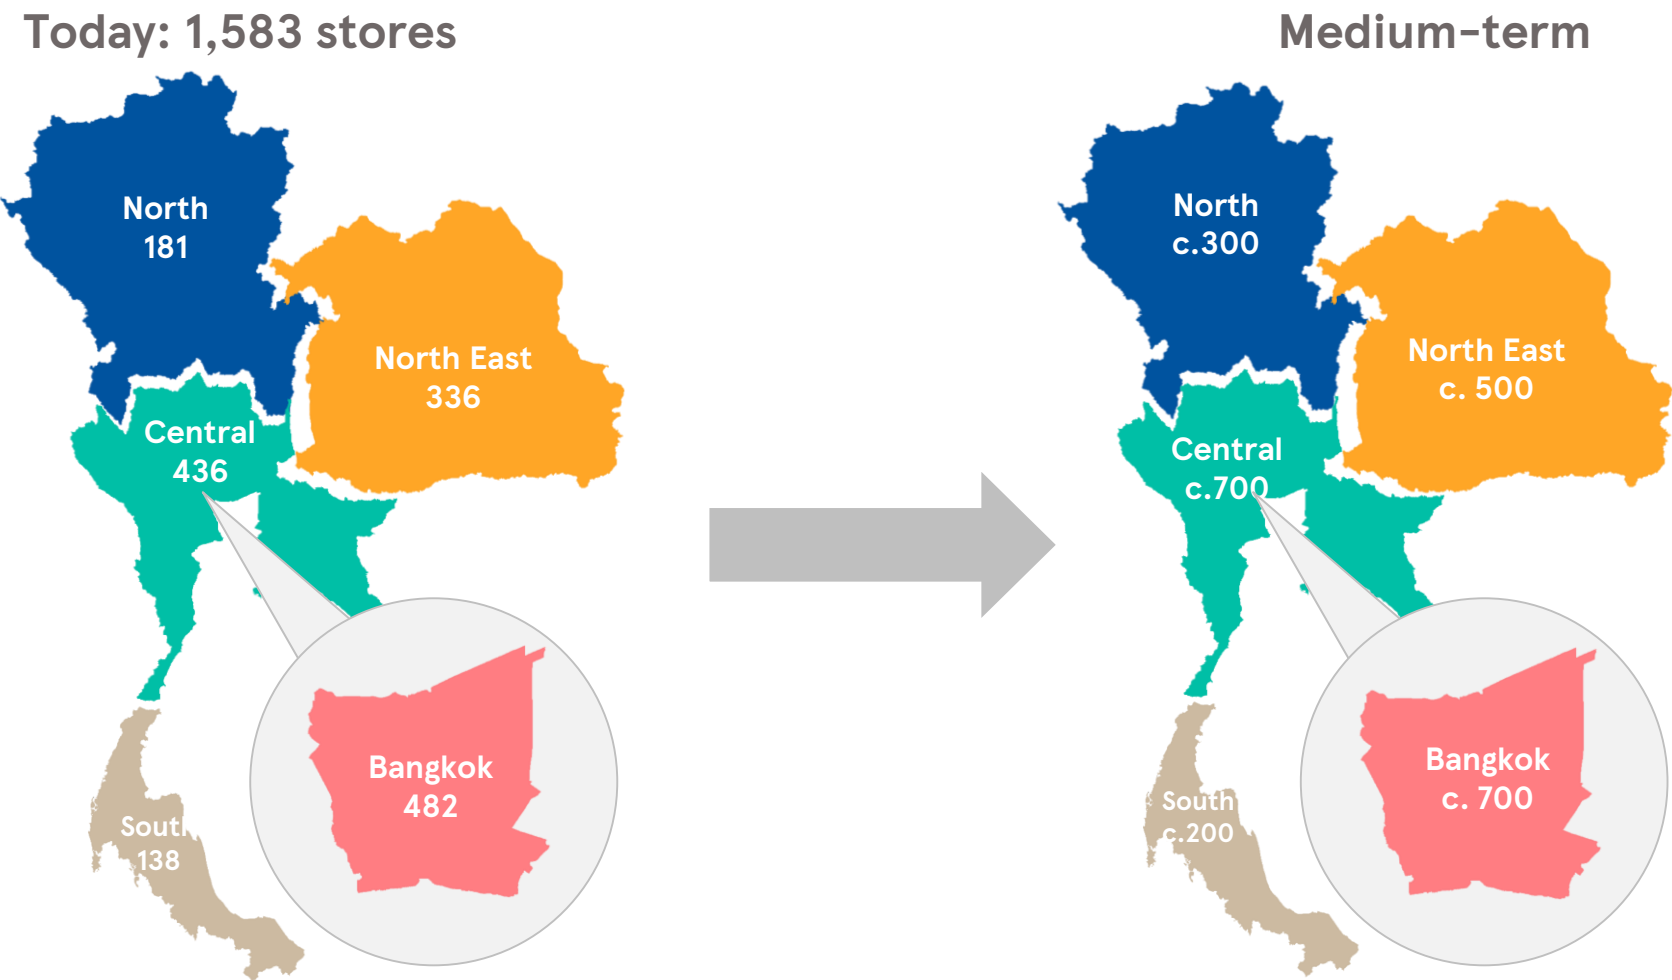 Today: 1,583 stores
Medium-term
North
181
North East
336
Central
436
Bangkok
482
South
138
North
c.300
North East
c. 500
Central
c.700
Bangkok
c. 700
South
c.200